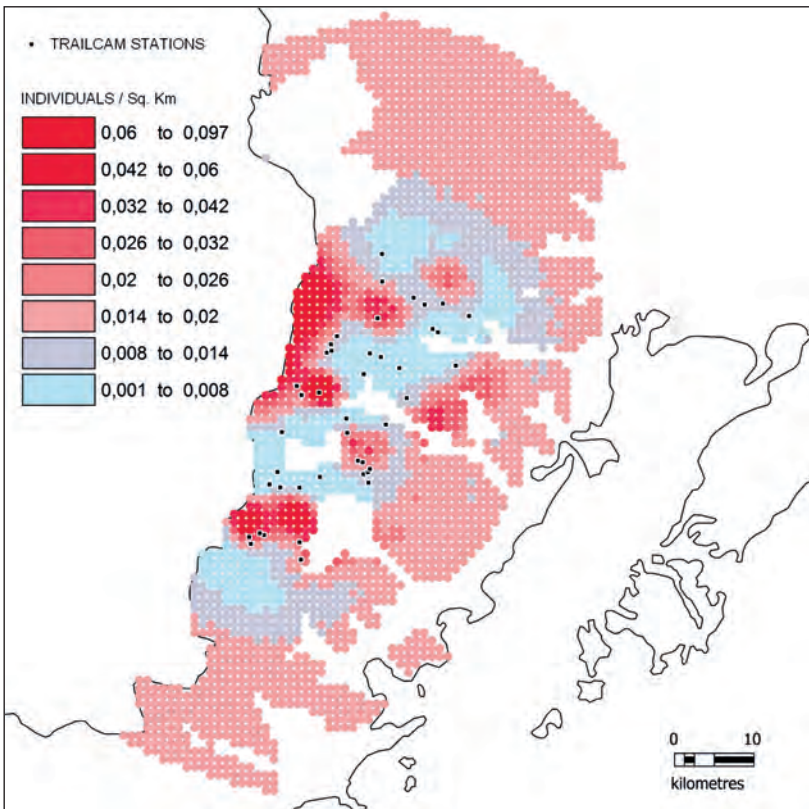 TRAILCAM STATIONS
INDIVIDUALS / Sq. Km
0,06 to 0,097
0,042 to 0,06
0,032 to 0,042
0,026 to 0,032
0,02 to 0,026
0,014 to 0,02
0,008 to 0,014
0,001 to 0,008
0 10
kilometres